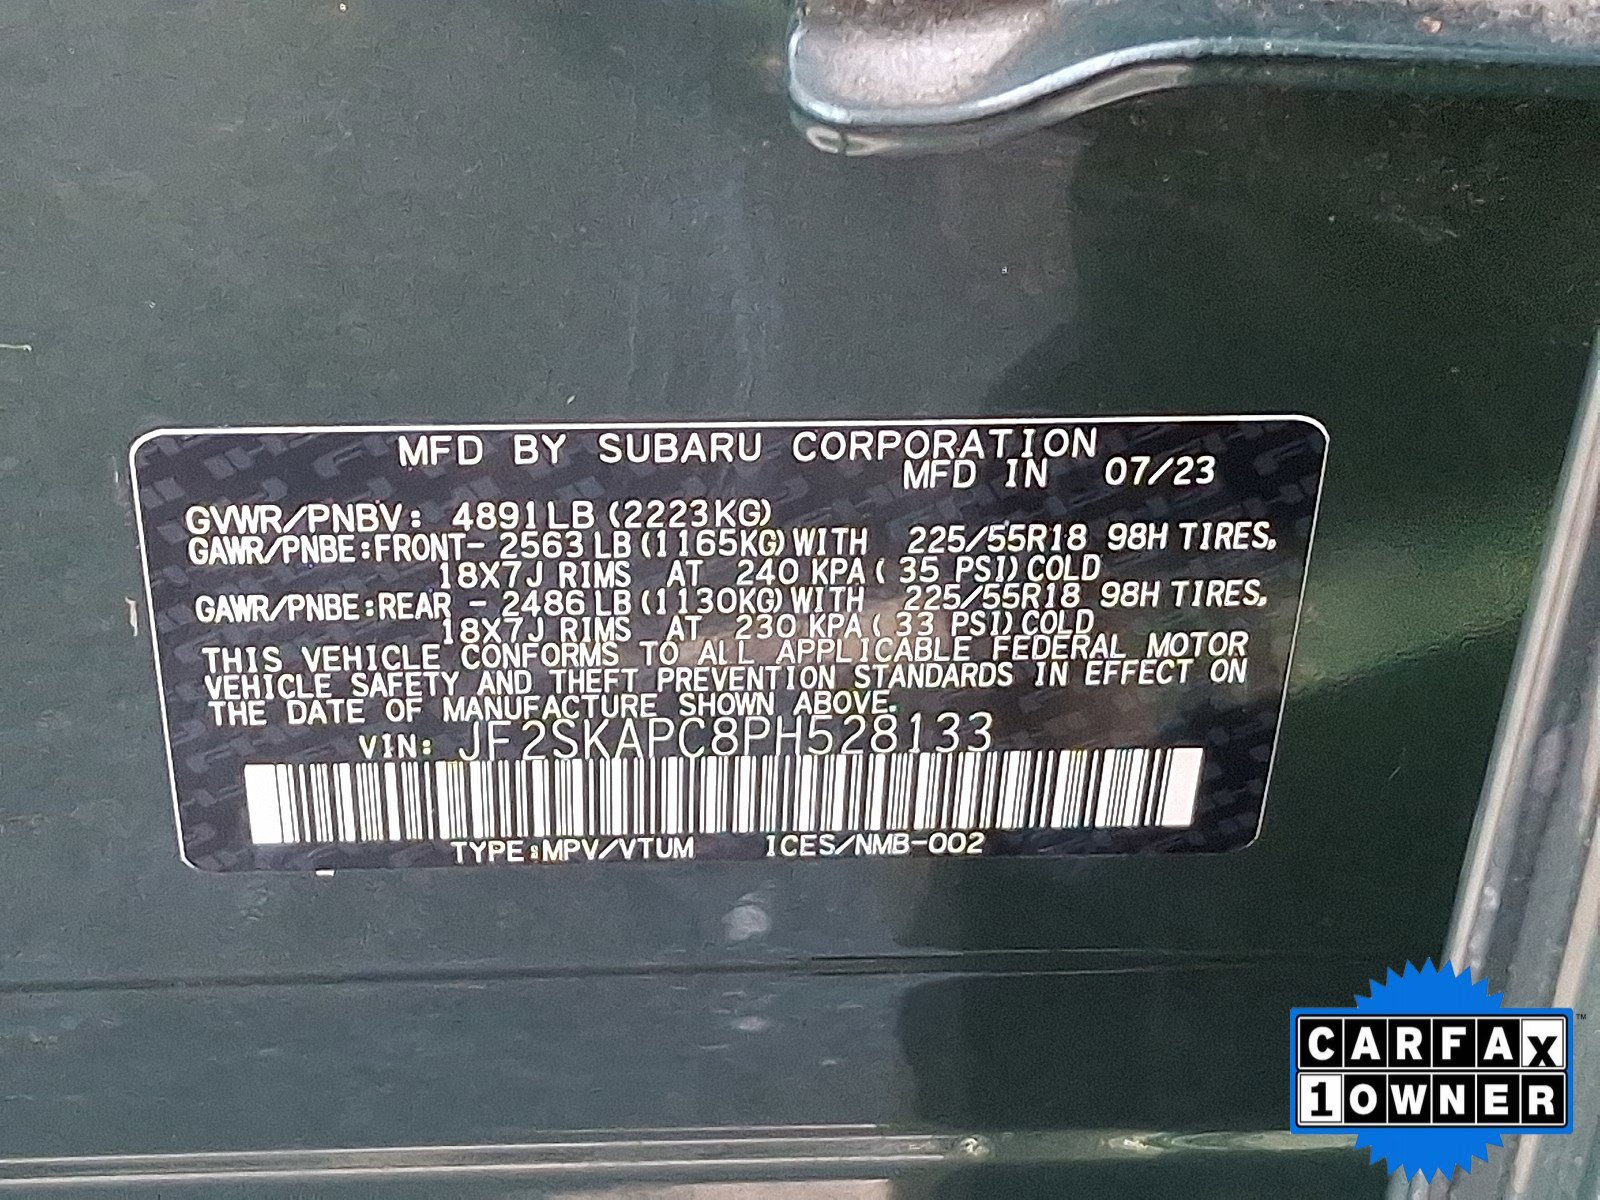 MFD BY SUBARU CORPORATION
MFD IN 07/23
GVWR/PNBV: 4891LB (2223KG)
GAWR/PNBE:FRONT- 2563 LB (1165KG) WITH 225/55R18 98H TIRES,
18X7J RIMS AT 240 KPA ( 35 PSI) COLD
GAWR/PNBE:REAR - 2486 LB (1130KG) WITH 225/55R18 98H TIRES,
18X7J RIMS AT 230 KPA ( 33 PSI) COLD
THIS VEHICLE CONFORMS TO ALL APPLICABLE FEDERAL MOTOR
VEHICLE SAFETY AND THEFT PREVENTION STANDARDS IN EFFECT ON
THE DATE OF MANUFACTURE SHOWN ABOVE.
VIN: JF2SKAPC8PH528133
TYPE:MPV/VTUM ICES/NMB-002
CARFAX™
1 OWNER